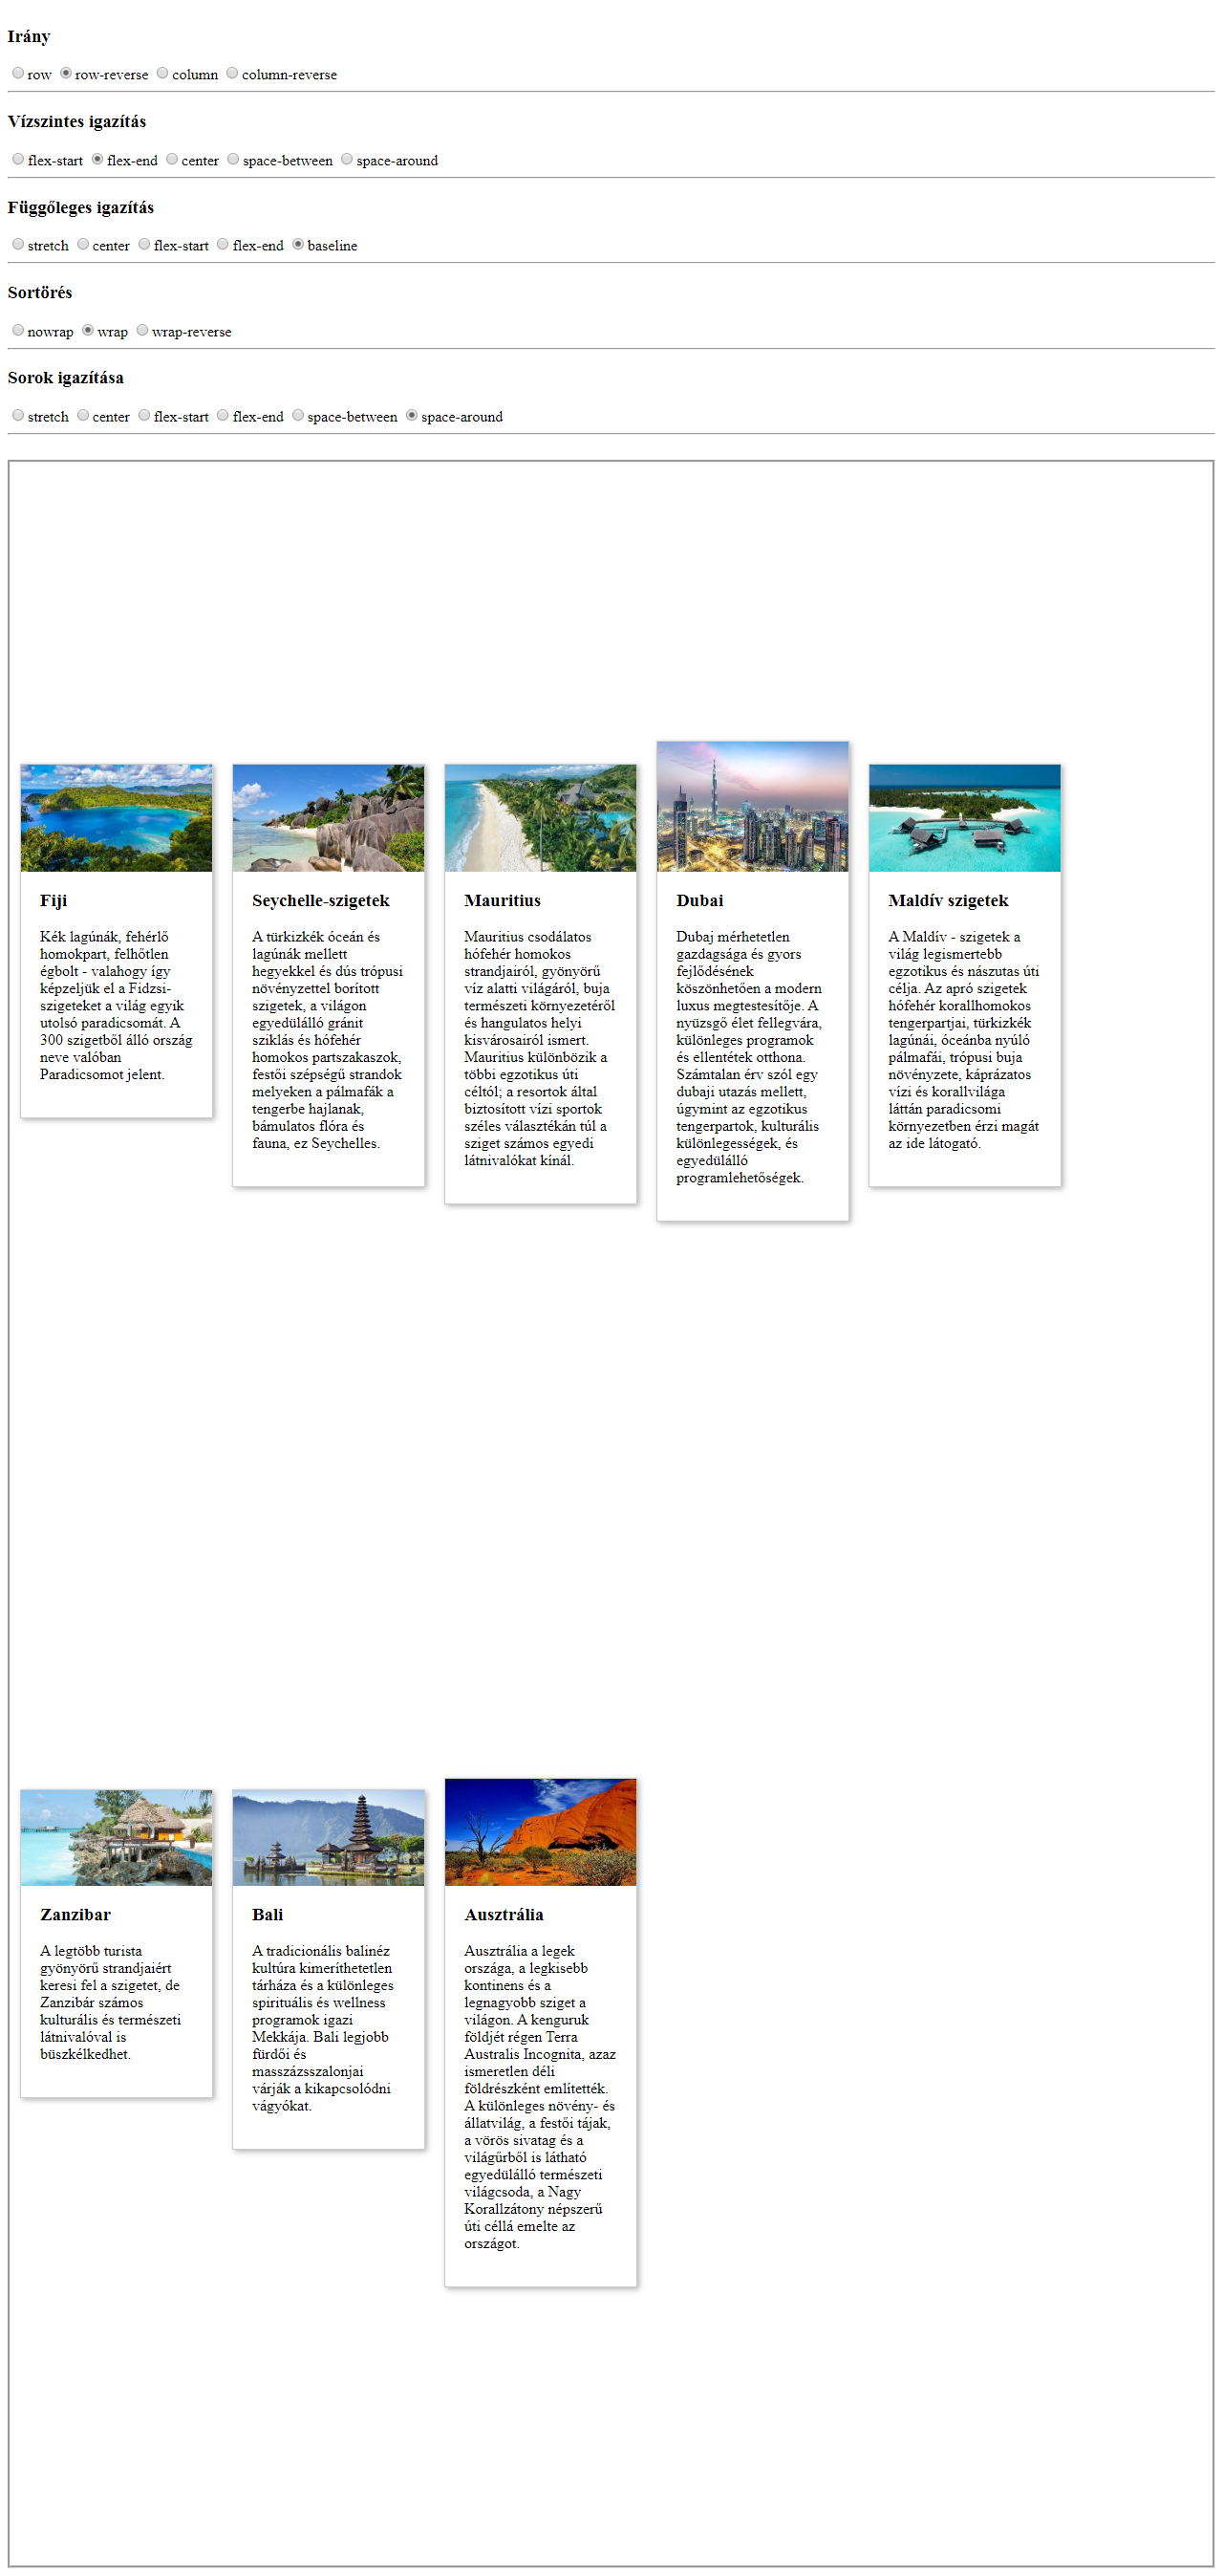 Irány
row row-reverse column column-reverse
Vízszintes igazítás
flex-start flex-end center space-between space-around
Függőleges igazítás
stretch center flex-start flex-end baseline
Sortörés
nowrap wrap wrap-reverse
Sorok igazítása
stretch center flex-start flex-end space-between space-around
Fiji
Kék lagúnák, fehérlő
homokpart, felhőtlen
égbolt - valahogy így
képzeljük el a Fidzsi-
szigeteket a világ egyik
utolsó paradicsomát. A
300 szigetből álló ország
neve valóban
Paradicsomot jelent.
Seychelle-szigetek
A türkizkék óceán és
lagúnák mellett
hegyekkel és dús trópusi
növényzettel borított
szigetek, a világon
egyedülálló gránit
sziklás és hófehér
homokos partszakaszok,
festői szépségű strandok
melyeken a pálmafák a
tengerbe hajlanak,
bámulatos flóra és
fauna, ez Seychelles.
Mauritius
Mauritius csodálatos
hófehér homokos
strandjairól, gyönyörű
víz alatti világáról, buja
természeti környezetéről
és hangulatos helyi
kisvárosairól ismert.
Mauritius különbözik a
többi egzotikus úti
céltól; a resortok által
biztosított vízi sportok
széles választékán túl a
sziget számos egyedi
látnivalókat kínál.
Dubai
Dubaj mérhetetlen
gazdagsága és gyors
fejlődésének
köszönhetően a modern
luxus megtestesítője. A
nyüzsgő élet fellegvára,
különleges programok
és ellentétek otthona.
Számtalan érv szól egy
dubaji utazás mellett,
úgymint az egzotikus
tengerpartok, kulturális
különlegességek, és
egyedülálló
programlehetőségek.
Maldív szigetek
A Maldív - szigetek a
világ legismertebb
egzotikus és nászutas úti
célja. Az apró szigetek
hófehér korallhomokos
tengerpartjai, türkizkék
lagúnái, óceánba nyúló
pálmafái, trópusi buja
növényzete, káprázatos
vízi és korallvilága
láttán paradicsomi
környezetben érzi magát
az ide látogató.
Zanzibar
A legtöbb turista
gyönyörű strandjaiért
keresi fel a szigetet, de
Zanzibár számos
kulturális és természeti
látnivalóval is
büszkélkedhet.
Bali
A tradicionális balinéz
kultúra kimeríthetetlen
tárháza és a különleges
spirituális és wellness
programok igazi
Mekkája. Bali legjobb
fürdői és
masszázsszalonjai
várják a kikapcsolódni
vágyókat.
Ausztrália
Ausztrália a legek
országa, a legkisebb
kontinens és a
legnagyobb sziget a
világon. A kenguruk
földjét régen Terra
Australis Incognita, azaz
ismeretlen déli
földrészként említették.
A különleges növény- és
állatvilág, a festői tájak,
a vörös sivatag és a
világűrből is látható
egyedülálló természeti
világcsoda, a Nagy
Korallzátony népszerű
úti céllá emelte az
országot.